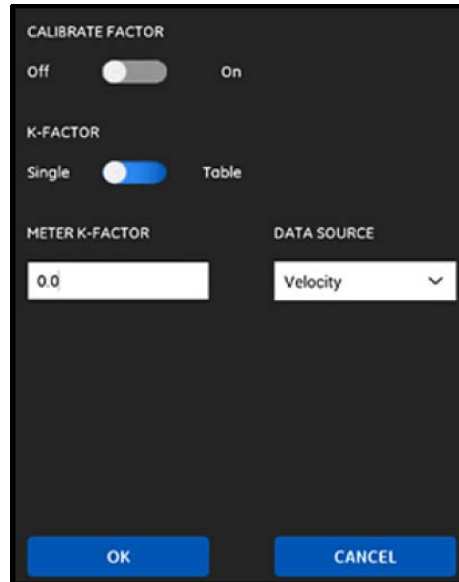 CALIBRATE FACTOR
Off On
K-FACTOR
Single Table
METER K-FACTOR DATA SOURCE
0.0 Velocity
OK CANCEL